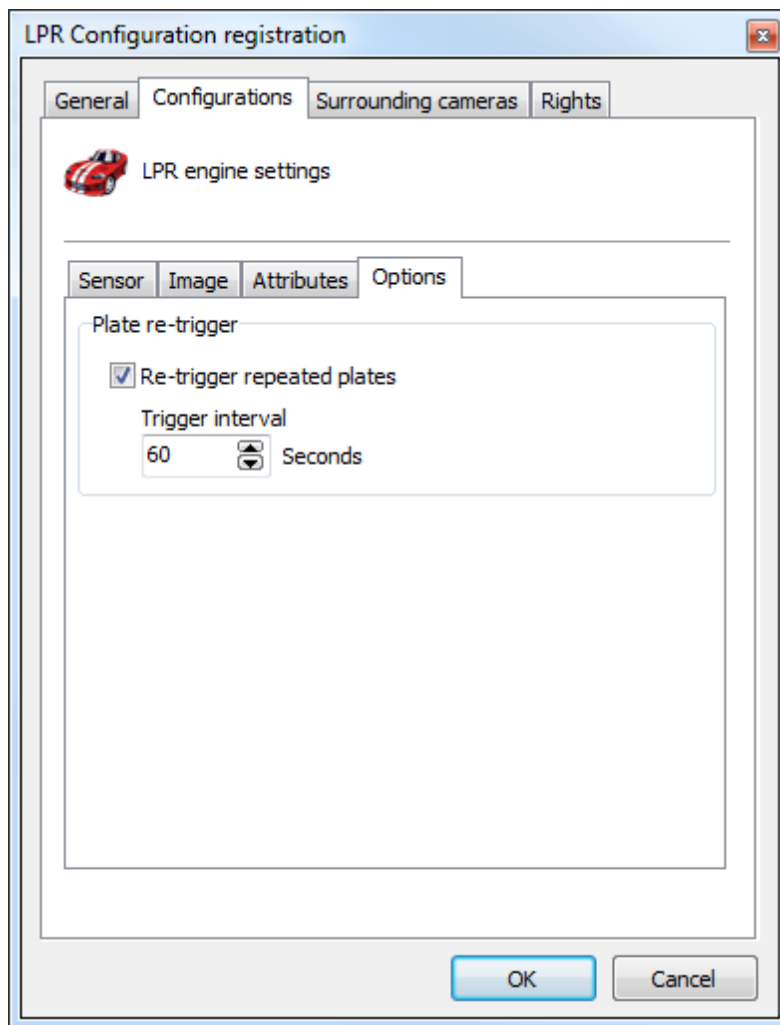 LPR Configuration registration
General Configurations Surrounding cameras Rights
LPR engine settings
Sensor Image Attributes Options
Plate re-trigger
Re-trigger repeated plates
Trigger interval
60 Seconds
OK Cancel